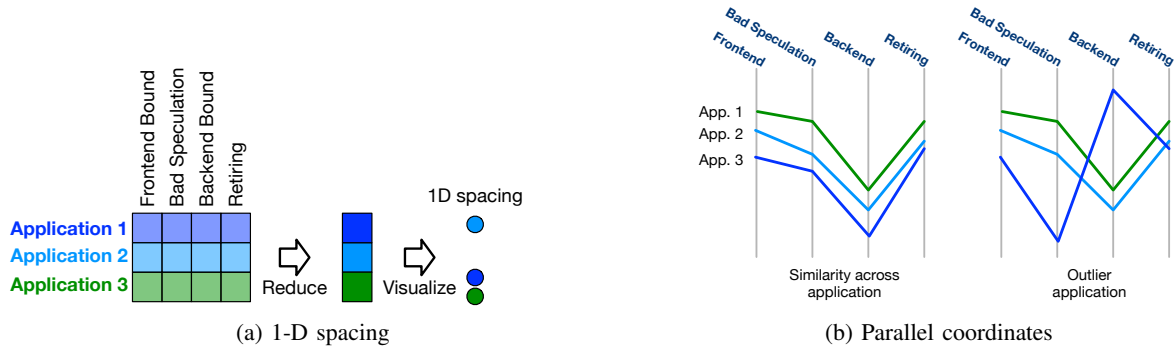 Frontend Bound
Bad Speculation
Backend Bound
Retiring
Application 1
Application 2
Application 3
Reduce
Visualize
1D spacing
(a) 1-D spacing
Frontend
Bad Speculation
Backend
Retiring
App. 1
App. 2
App. 3
Similarity across
application
Frontend
Bad Speculation
Backend
Retiring
Outlier
application
(b) Parallel coordinates